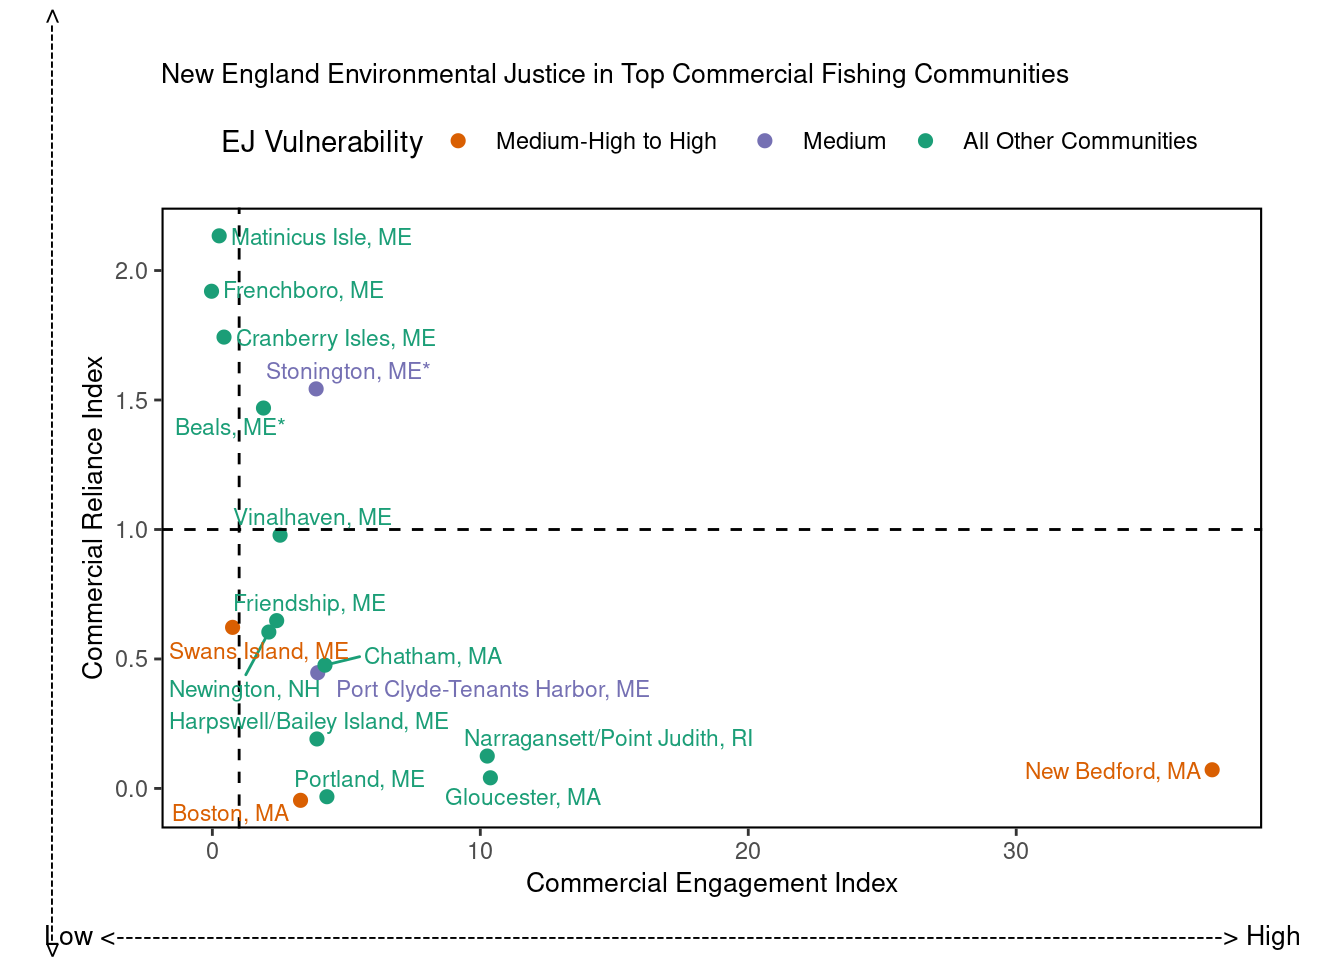 New England Environmental Justice in Top Commercial Fishing Communities
EJ Vulnerability
Medium-High to High
Medium
All Other Communities
Commercial Reliance Index
2.0
1.5
1.0
0.5
0.0
Matinicus Isle, ME
Frenchboro, ME
Cranberry Isles, ME
Stonington, ME*
Beals, ME*
Vinalhaven, ME
Friendship, ME
Swans Island, ME
Chatham, MA
Newington, NH
Port Clyde-Tenants Harbor, ME
Harpswell/Bailey Island, ME
Narragansett/Point Judith, RI
New Bedford, MA
Portland, ME
Gloucester, MA
Boston, MA
0
10
20
30
Commercial Engagement Index
Low
High